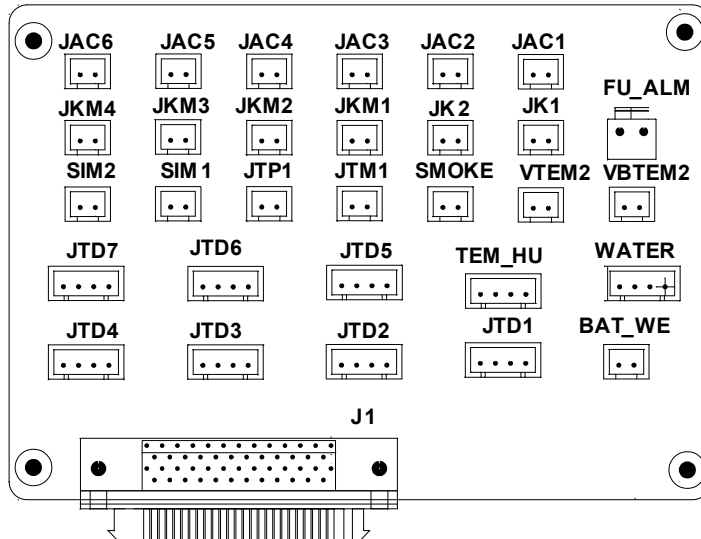 JAC6 JAC5 JAC4 JAC3 JAC2 JAC1
FU_ALM
JKM4 JKM3 JKM2 JKM1 JK2 JK1
SIM2 SIM1 JTP1 JTM1 SMOKE VTEM2 VBTEM2
JTD7 JTD6 JTD5 TEM_HU WATER
JTD4 JTD3 JTD2 JTD1 BAT_WE
J1